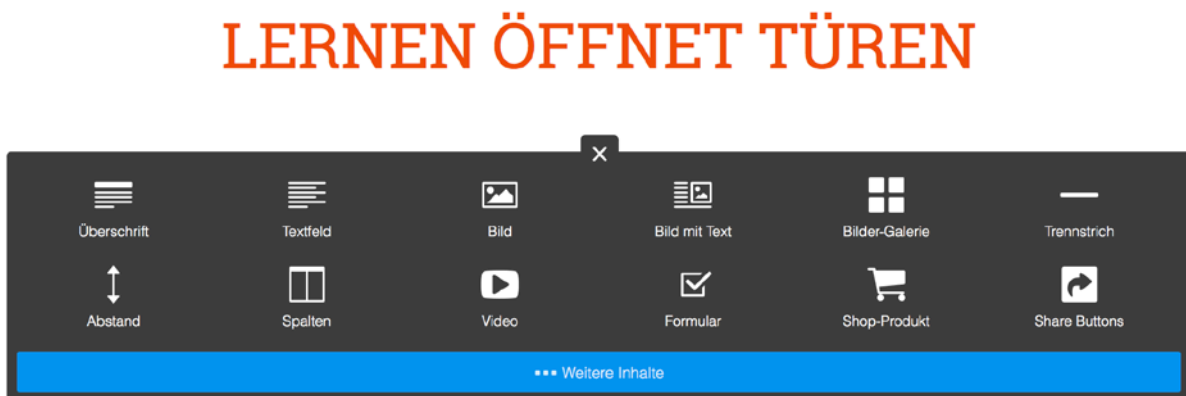 LERNEN ÖFFNET TÜREN
Überschrift Textfeld Bild Bild mit Text Bilder-Galerie Trennstrich
Abstand Spalten Video Formular Shop-Produkt Share Buttons
Weitere Inhalte